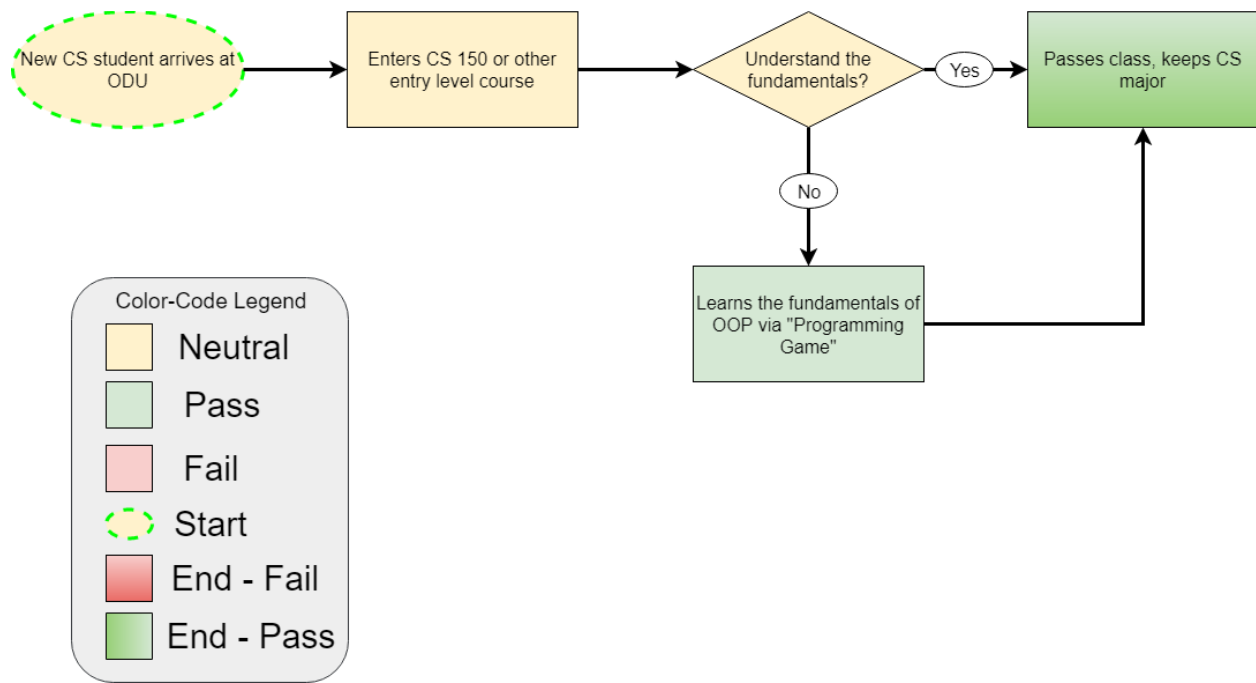 New CS student arrives at
ODU
Enters CS 150 or other
entry level course
Understand the
fundamentals?
Yes
Passes class, keeps CS
major
No
Learns the fundamentals of
OOP via "Programming
Game"
Color-Code Legend
Neutral
Pass
Fail
Start
End - Fail
End - Pass